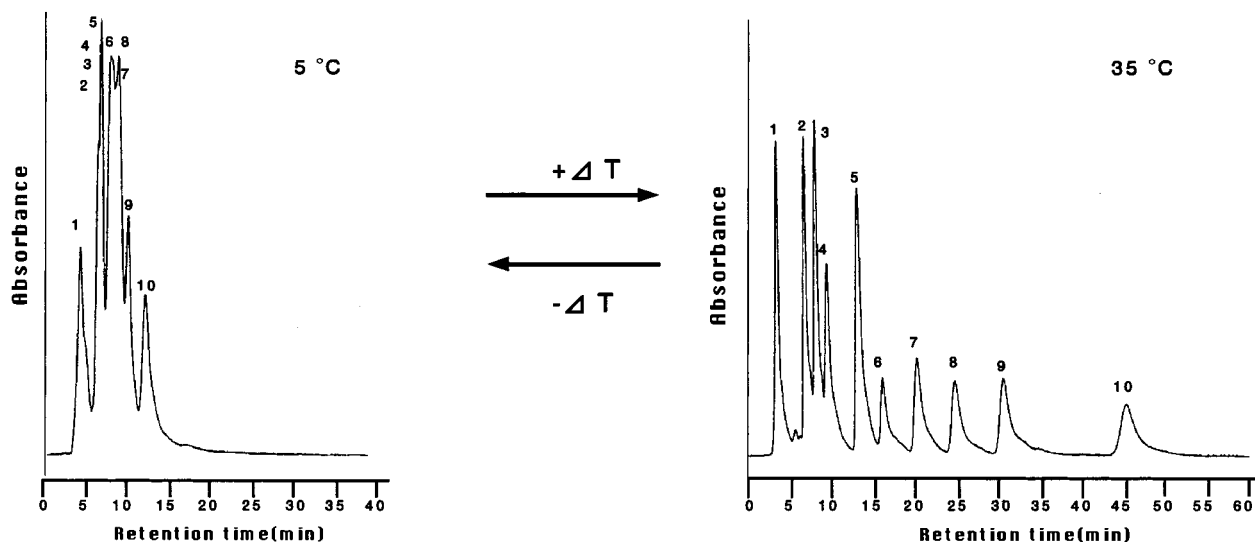 5
4 6 8
3 7
2
5 °C
1
9
10
Absorbance
0 5 10 15 20 25 30 35 40
Retention time(min)
+⊿ T
-⊿ T
35 °C
1 2 3
4
5
6
7
8
9
10
Absorbance
0 5 10 15 20 25 30 35 40 45 50 55 60
Retention time(min)